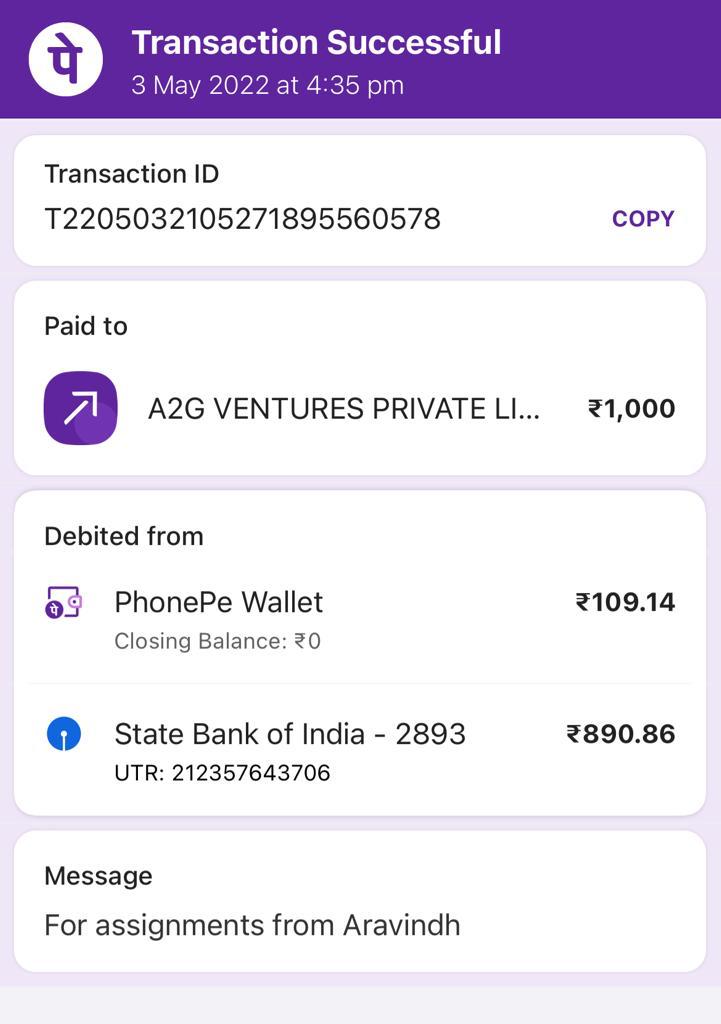 पे
Transaction Successful
3 May 2022 at 4:35 pm
Transaction ID
T2205032105271895560578
COPY
Paid to
A2G VENTURES PRIVATE LI...
₹1,000
Debited from
पे
PhonePe Wallet
₹109.14
Closing Balance: ₹0
State Bank of India - 2893
₹890.86
UTR: 212357643706
Message
For assignments from Aravindh